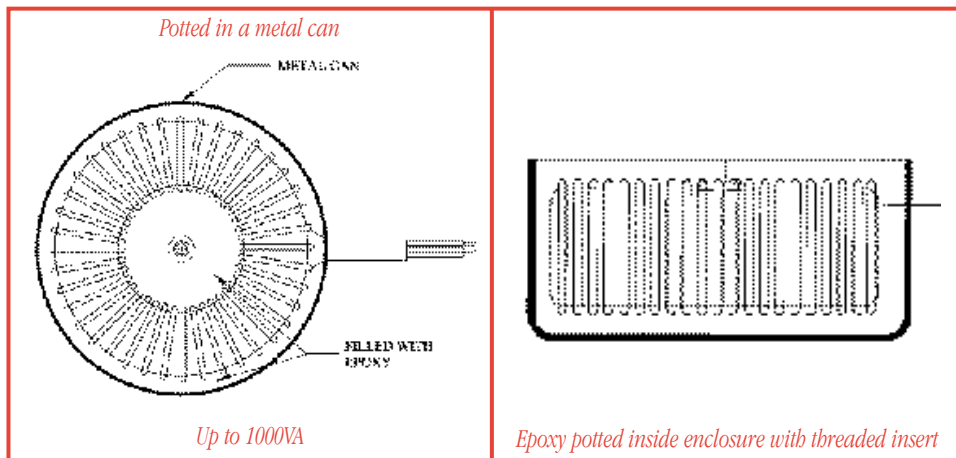 Potted in a metal can
METAL CAN
FILLED WITH
EPOXY
Up to 1000VA
Epoxy potted inside enclosure with threaded insert